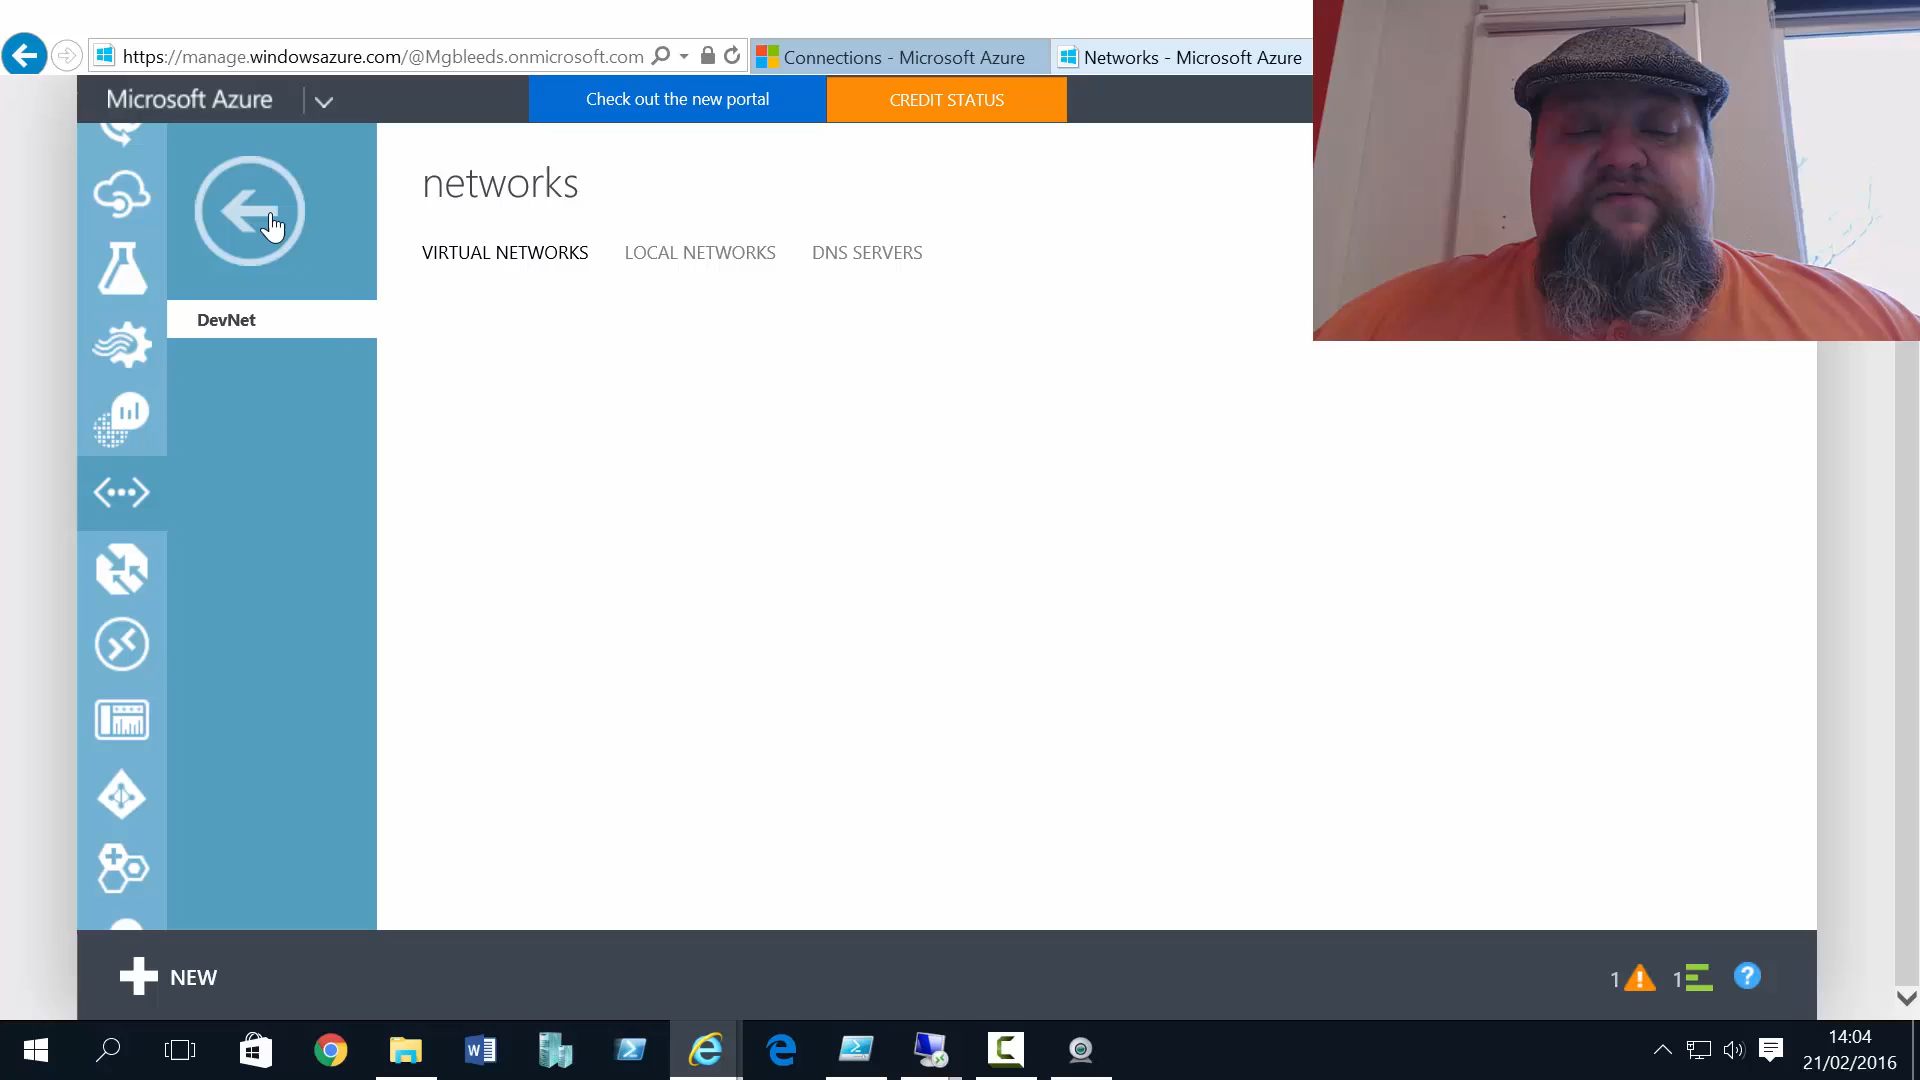 https://manage.windowsazure.com/@Mgbleeds.onmicrosoft.com
Connections - Microsoft Azure
Networks - Microsoft Azure
Microsoft Azure
Check out the new portal
CREDIT STATUS
networks
VIRTUAL NETWORKS
LOCAL NETWORKS
DNS SERVERS
DevNet
NEW
1
1
14:04
21/02/2016